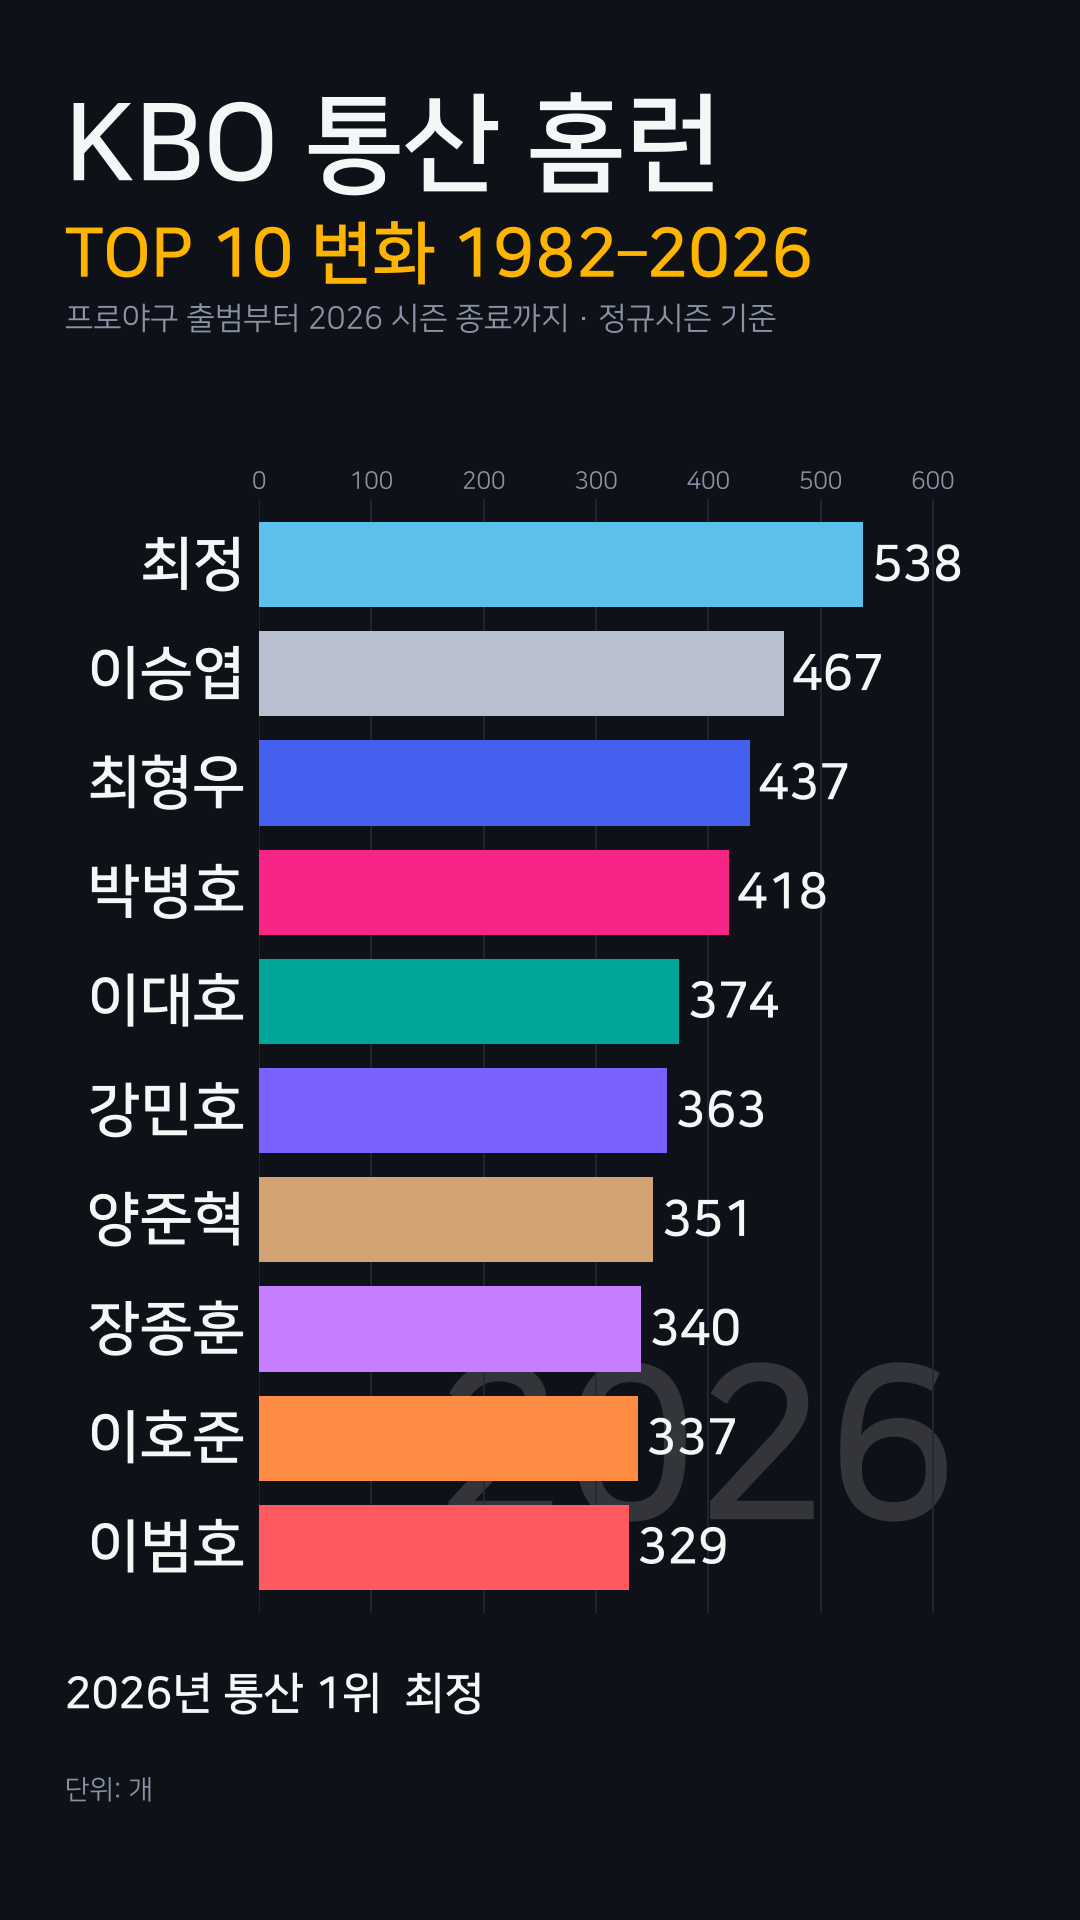 KBO 통산 홈런
TOP 10 변화 1982–2026
프로야구 출범부터 2026 시즌 종료까지 · 정규시즌 기준
0 100 200 300 400 500 600
최정 538
이승엽 467
최형우 437
박병호 418
이대호 374
강민호 363
양준혁 351
장종훈 340
이호준 337
이범호 329
2026
2026년 통산 1위 최정
단위: 개